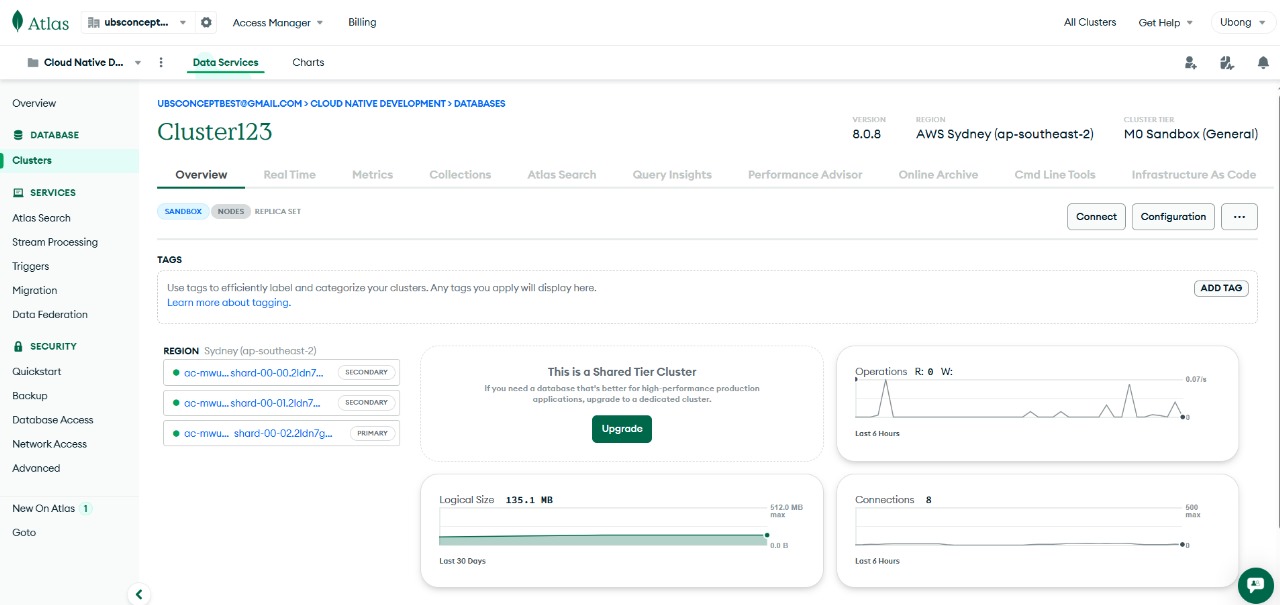 Atlas
ubsconcept...
Access Manager
Billing
All Clusters
Get Help
Ubong
Cloud Native D...
Data Services
Charts
Overview
DATABASE
Clusters
SERVICES
Atlas Search
Stream Processing
Triggers
Migration
Data Federation
SECURITY
Quickstart
Backup
Database Access
Network Access
Advanced
New On Atlas 1
Goto
UBSCONCEPTBEST@GMAIL.COM > CLOUD NATIVE DEVELOPMENT > DATABASES
Cluster123
VERSION
8.0.8
REGION
AWS Sydney (ap-southeast-2)
CLUSTER TIER
M0 Sandbox (General)
Overview
Real Time
Metrics
Collections
Atlas Search
Query Insights
Performance Advisor
Online Archive
Cmd Line Tools
Infrastructure As Code
SANDBOX
NODES
REPLICA SET
Connect
Configuration
...
TAGS
Use tags to efficiently label and categorize your clusters. Any tags you apply will display here.
Learn more about tagging.
ADD TAG
REGION Sydney (ap-southeast-2)
ac-mwu... shard-00-00.2ldn7... SECONDARY
ac-mwu... shard-00-01.2ldn7... SECONDARY
ac-mwu... shard-00-02.2ldn7g... PRIMARY
This is a Shared Tier Cluster
If you need a database that's better for high-performance production
applications, upgrade to a dedicated cluster.
Upgrade
Operations R: 0 W:
0.07/s
0
Last 6 Hours
Logical Size 135.1 MB
512.0 MB
max
0.0 B
Last 30 Days
Connections 8
500
max
0
Last 6 Hours